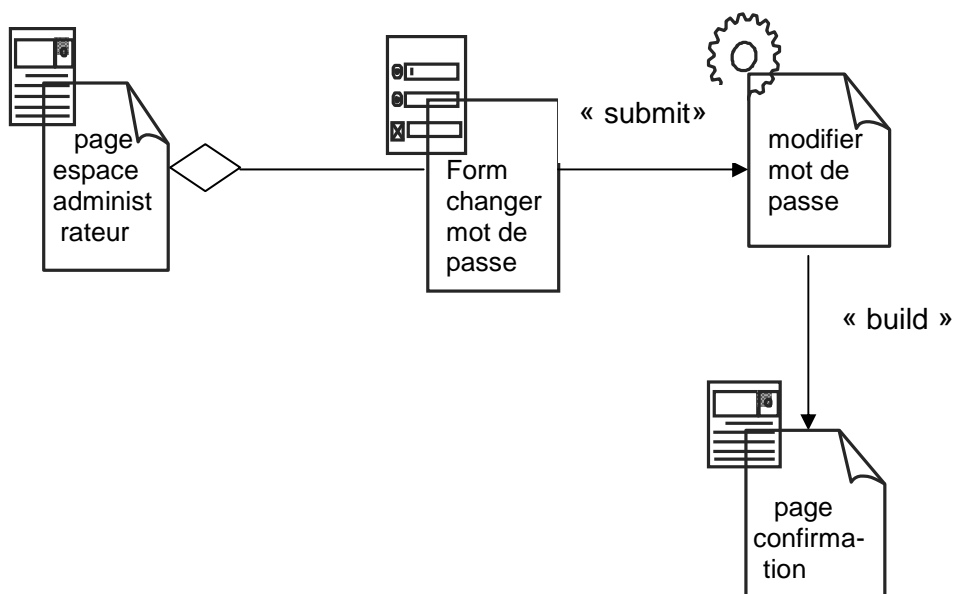 page
espace
administ
rateur
Form
changer
mot de
passe
« submit»
modifier
mot de
passe
« build »
page
confirma-
tion